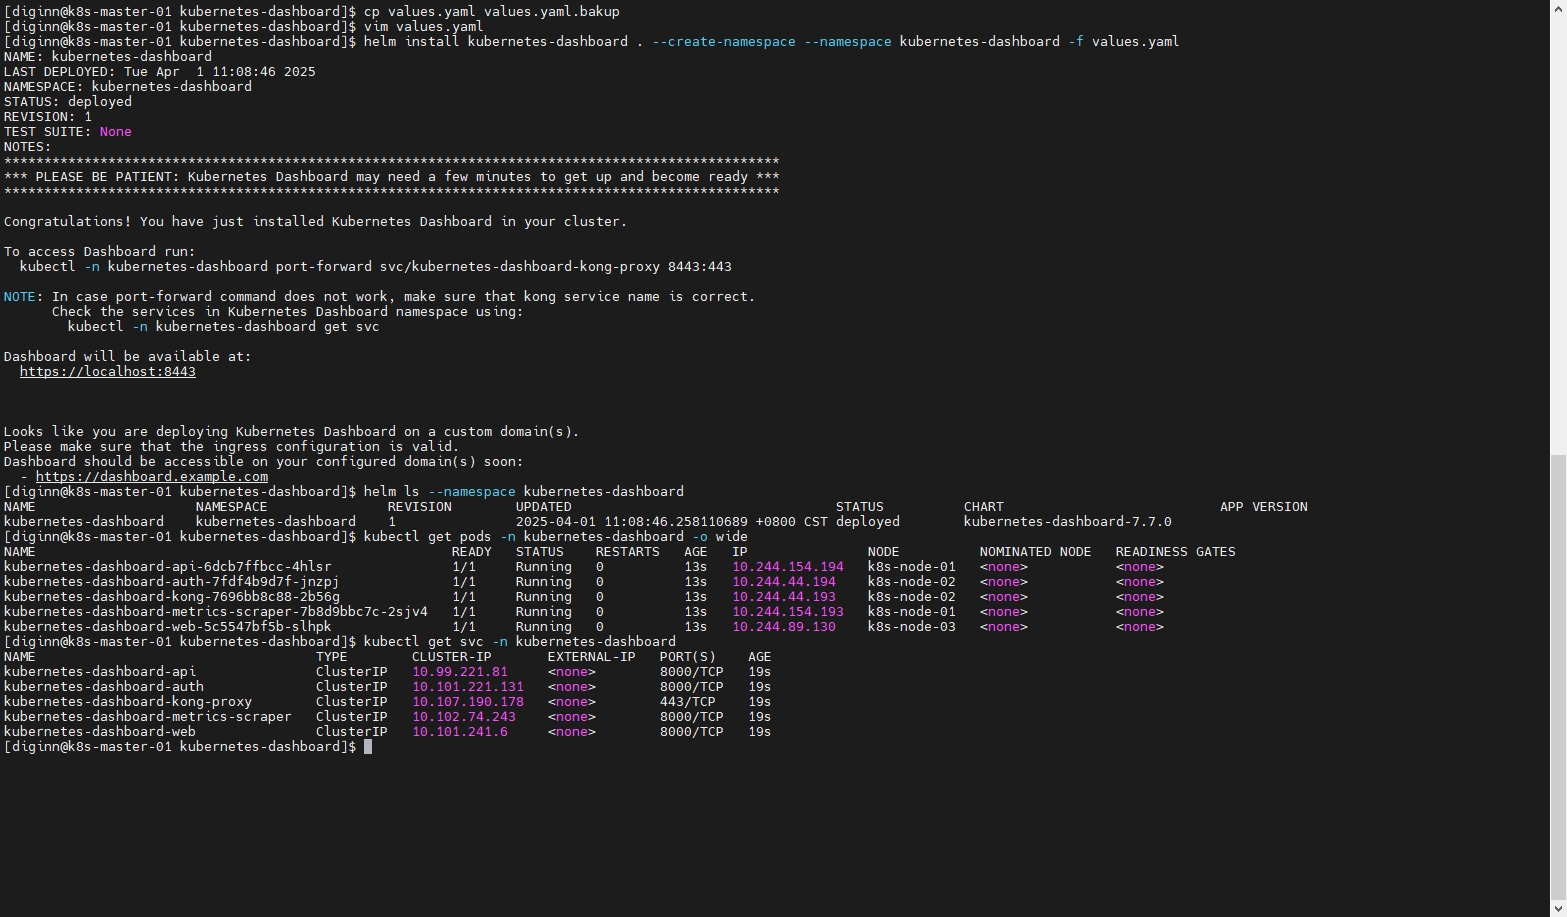 [diginn@k8s-master-01 kubernetes-dashboard]$ cp values.yaml values.yaml.bakup
[diginn@k8s-master-01 kubernetes-dashboard]$ vim values.yaml
[diginn@k8s-master-01 kubernetes-dashboard]$ helm install kubernetes-dashboard . --create-namespace --namespace kubernetes-dashboard -f values.yaml
NAME: kubernetes-dashboard
LAST DEPLOYED: Tue Apr  1 11:08:46 2025
NAMESPACE: kubernetes-dashboard
STATUS: deployed
REVISION: 1
TEST SUITE: None
NOTES:
*************************************************************************************************
*** PLEASE BE PATIENT: Kubernetes Dashboard may need a few minutes to get up and become ready ***
*************************************************************************************************
Congratulations! You have just installed Kubernetes Dashboard in your cluster.
To access Dashboard run:
  kubectl -n kubernetes-dashboard port-forward svc/kubernetes-dashboard-kong-proxy 8443:443
NOTE: In case port-forward command does not work, make sure that kong service name is correct.
      Check the services in Kubernetes Dashboard namespace using:
        kubectl -n kubernetes-dashboard get svc
Dashboard will be available at:
  https://localhost:8443
Looks like you are deploying Kubernetes Dashboard on a custom domain(s).
Please make sure that the ingress configuration is valid.
Dashboard should be accessible on your configured domain(s) soon:
  - https://dashboard.example.com
[diginn@k8s-master-01 kubernetes-dashboard]$ helm ls --namespace kubernetes-dashboard
NAME                    NAMESPACE               REVISION        UPDATED                                 STATUS          CHART                           APP VERSION
kubernetes-dashboard    kubernetes-dashboard    1               2025-04-01 11:08:46.258110689 +0800 CST deployed        kubernetes-dashboard-7.7.0
[diginn@k8s-master-01 kubernetes-dashboard]$ kubectl get pods -n kubernetes-dashboard -o wide
NAME                                                    READY   STATUS    RESTARTS   AGE   IP               NODE          NOMINATED NODE   READINESS GATES
kubernetes-dashboard-api-6dcb7ffbcc-4hlsr               1/1     Running   0          13s   10.244.154.194   k8s-node-01   <none>           <none>
kubernetes-dashboard-auth-7fdf4b9d7f-jnzpj              1/1     Running   0          13s   10.244.44.194    k8s-node-02   <none>           <none>
kubernetes-dashboard-kong-7696bb8c88-2b56g              1/1     Running   0          13s   10.244.44.193    k8s-node-02   <none>           <none>
kubernetes-dashboard-metrics-scraper-7b8d9bbc7c-2sjv4   1/1     Running   0          13s   10.244.154.193   k8s-node-01   <none>           <none>
kubernetes-dashboard-web-5c5547bf5b-slhpk               1/1     Running   0          13s   10.244.89.130    k8s-node-03   <none>           <none>
[diginn@k8s-master-01 kubernetes-dashboard]$ kubectl get svc -n kubernetes-dashboard
NAME                                   TYPE        CLUSTER-IP       EXTERNAL-IP   PORT(S)    AGE
kubernetes-dashboard-api               ClusterIP   10.99.221.81     <none>        8000/TCP   19s
kubernetes-dashboard-auth              ClusterIP   10.101.221.131   <none>        8000/TCP   19s
kubernetes-dashboard-kong-proxy        ClusterIP   10.107.190.178   <none>        443/TCP    19s
kubernetes-dashboard-metrics-scraper   ClusterIP   10.102.74.243    <none>        8000/TCP   19s
kubernetes-dashboard-web               ClusterIP   10.101.241.6     <none>        8000/TCP   19s
[diginn@k8s-master-01 kubernetes-dashboard]$